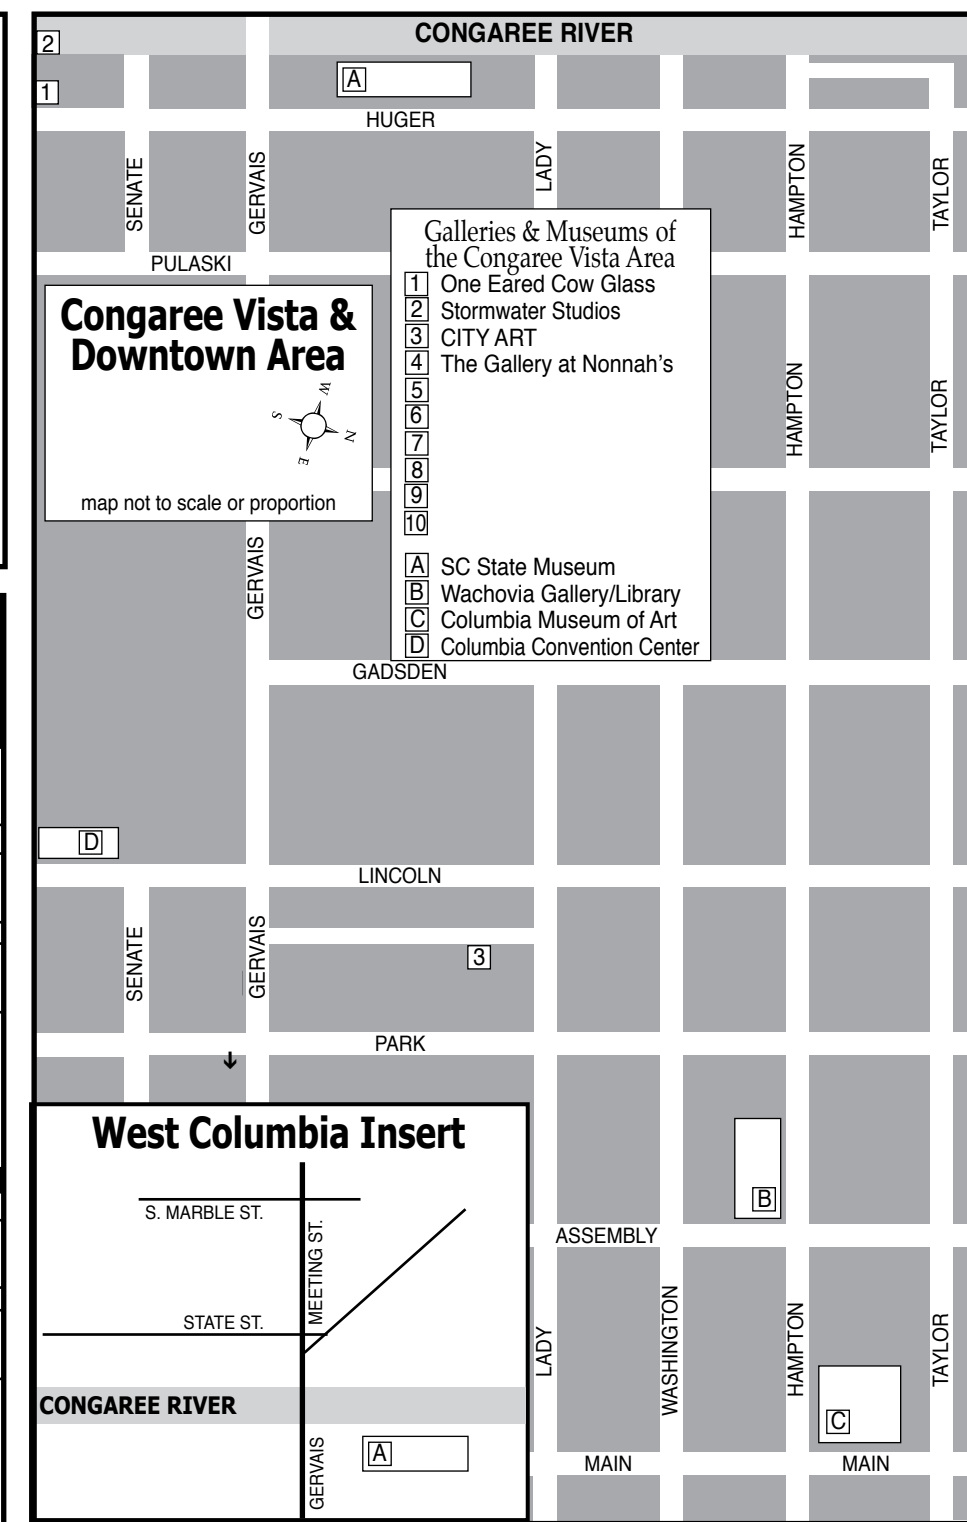 CONGAREE RIVER
2
1
A
HUGER
SENATE
GERVAIS
LADY
HAMPTON
TAYLOR
PULASKI
Congaree Vista &
Downtown Area
W
S
N
E
map not to scale or proportion
Galleries & Museums of
the Congaree Vista Area
1 One Eared Cow Glass
2 Stormwater Studios
3 CITY ART
4 The Gallery at Nonnah's
5
6
7
8
9
10
A SC State Museum
B Wachovia Gallery/Library
C Columbia Museum of Art
D Columbia Convention Center
HAMPTON
TAYLOR
GERVAIS
GADSDEN
D
LINCOLN
SENATE
GERVAIS
3
PARK
West Columbia Insert
S. MARBLE ST.
MEETING ST.
STATE ST.
CONGAREE RIVER
GERVAIS
A
B
ASSEMBLY
LADY
WASHINGTON
HAMPTON
TAYLOR
C
MAIN
MAIN